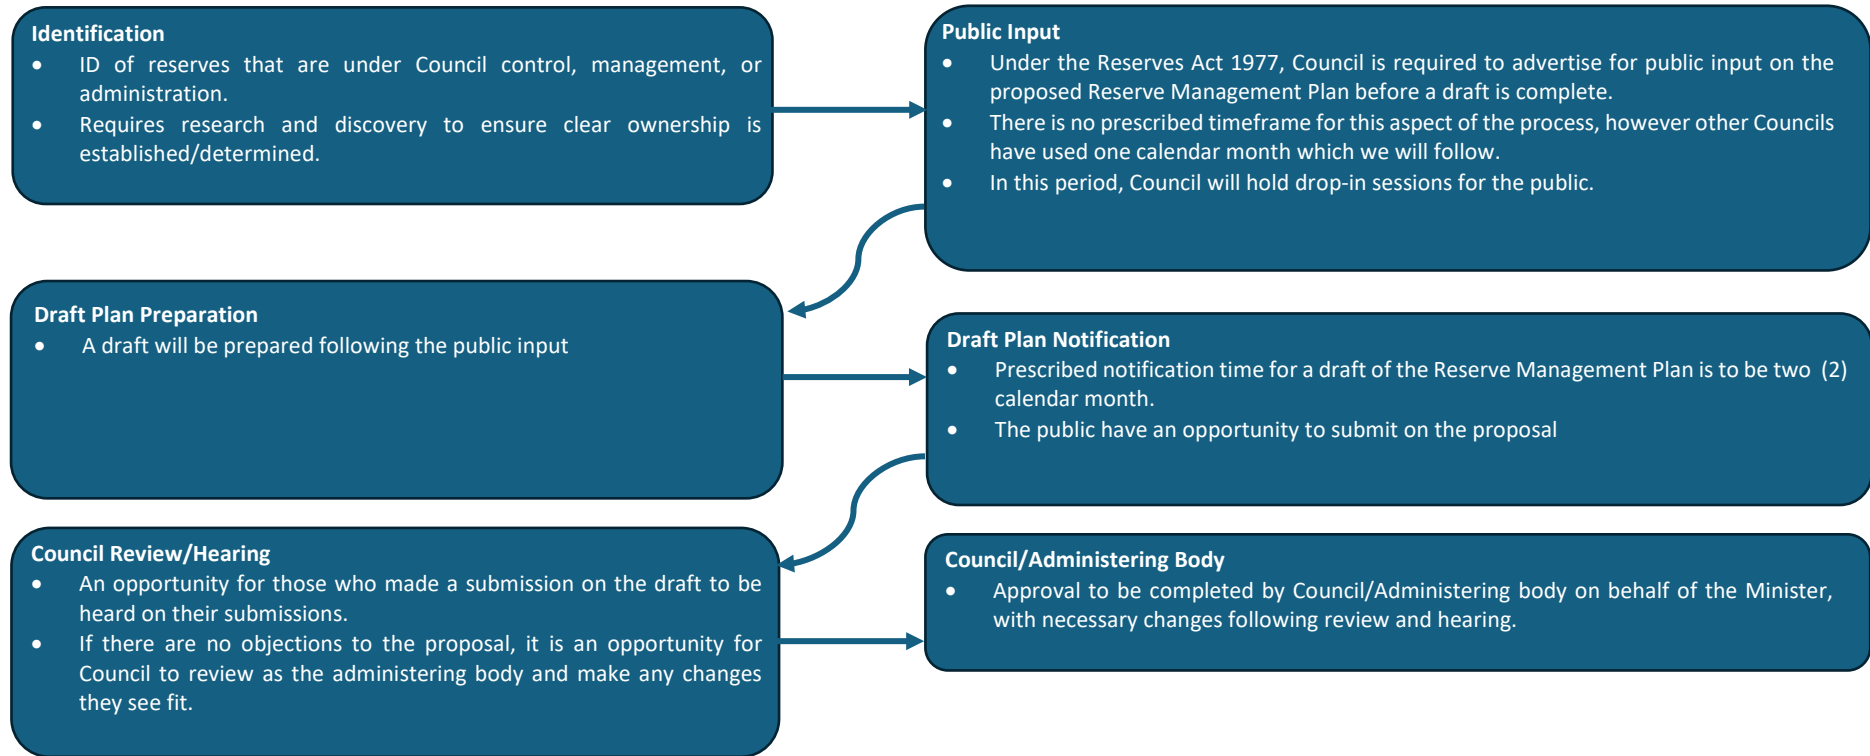 Identification
• ID of reserves that are under Council control, management, or
administration.
• Requires research and discovery to ensure clear ownership is
established/determined.
Public Input
• Under the Reserves Act 1977, Council is required to advertise for public input on the
proposed Reserve Management Plan before a draft is complete.
• There is no prescribed timeframe for this aspect of the process, however other Councils
have used one calendar month which we will follow.
• In this period, Council will hold drop-in sessions for the public.
Draft Plan Preparation
• A draft will be prepared following the public input
Draft Plan Notification
• Prescribed notification time for a draft of the Reserve Management Plan is to be two (2)
calendar month.
• The public have an opportunity to submit on the proposal
Council Review/Hearing
• An opportunity for those who made a submission on the draft to be
heard on their submissions.
• If there are no objections to the proposal, it is an opportunity for
Council to review as the administering body and make any changes
they see fit.
Council/Administering Body
• Approval to be completed by Council/Administering body on behalf of the Minister,
with necessary changes following review and hearing.